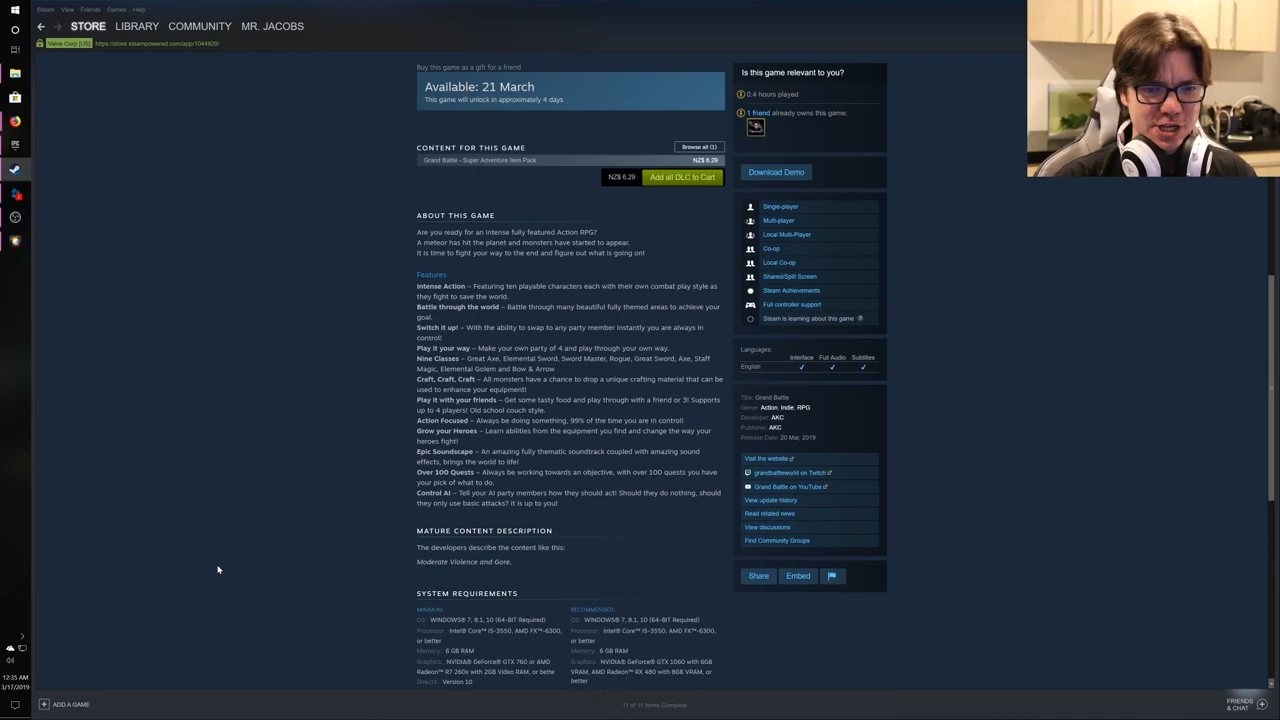 Steam View Friends Games Help
STORE LIBRARY COMMUNITY MR. JACOBS
Valve Corp [US] https://store.steampowered.com/app/1044920/
Buy this game as a gift for a friend
Available: 21 March
This game will unlock in approximately 4 days
CONTENT FOR THIS GAME Browse all (1)
Grand Battle - Super Adventure Item Pack NZ$ 6.29
NZ$ 6.29 Add all DLC to Cart
ABOUT THIS GAME
Are you ready for an intense fully featured Action RPG?
A meteor has hit the planet and monsters have started to appear.
It is time to fight your way to the end and figure out what is going on!
Features
Intense Action – Featuring ten playable characters each with their own combat play style as
they fight to save the world.
Battle through the world – Battle through many beautiful fully themed areas to achieve your
goal.
Switch it up! – With the ability to swap to any party member instantly you are always in
control!
Play it your way – Make your own party of 4 and play through your own way.
Nine Classes – Great Axe, Elemental Sword, Sword Master, Rogue, Great Sword, Axe, Staff
Magic, Elemental Golem and Bow & Arrow
Craft, Craft, Craft – All monsters have a chance to drop a unique crafting material that can be
used to enhance your equipment!
Play it with your friends – Get some tasty food and play through with a friend or 3! Supports
up to 4 players! Old school couch style.
Action Focused – Always be doing something, 99% of the time you are in control!
Grow your Heroes – Learn abilities from the equipment you find and change the way your
heroes fight!
Epic Soundscape – An amazing fully thematic soundtrack coupled with amazing sound
effects, brings the world to life!
Over 100 Quests – Always be working towards an objective, with over 100 quests you have
your pick of what to do.
Control AI – Tell your AI party members how they should act! Should they do nothing, should
they only use basic attacks? It is up to you!
MATURE CONTENT DESCRIPTION
The developers describe the content like this:
Moderate Violence and Gore.
SYSTEM REQUIREMENTS
MINIMUM:
OS: WINDOWS® 7, 8.1, 10 (64-BIT Required)
Processor: Intel® Core™ i5-3550, AMD FX™-6300,
or better
Memory: 6 GB RAM
Graphics: NVIDIA® GeForce® GTX 760 or AMD
Radeon™ R7 260x with 2GB Video RAM, or bette
DirectX: Version 10
RECOMMENDED:
OS: WINDOWS® 7, 8.1, 10 (64-BIT Required)
Processor: Intel® Core™ i5-3550, AMD FX™-6300,
or better
Memory: 6 GB RAM
Graphics: NVIDIA® GeForce® GTX 1060 with 6GB
VRAM, AMD Radeon™ RX 480 with 8GB VRAM, or
better
Is this game relevant to you?
0.4 hours played
1 friend already owns this game:
Download Demo
Single-player
Multi-player
Local Multi-Player
Co-op
Local Co-op
Shared/Split Screen
Steam Achievements
Full controller support
Steam is learning about this game ?
Languages:
Interface Full Audio Subtitles
English ✓ ✓ ✓
Title: Grand Battle
Genre: Action, Indie, RPG
Developer: AKC
Publisher: AKC
Release Date: 20 Mar, 2019
Visit the website
grandbattleworld on Twitch
Grand Battle on YouTube
View update history
Read related news
View discussions
Find Community Groups
Share Embed
12:35 AM
3/17/2019
ADD A GAME
11 of 11 Items Complete
FRIENDS
& CHAT